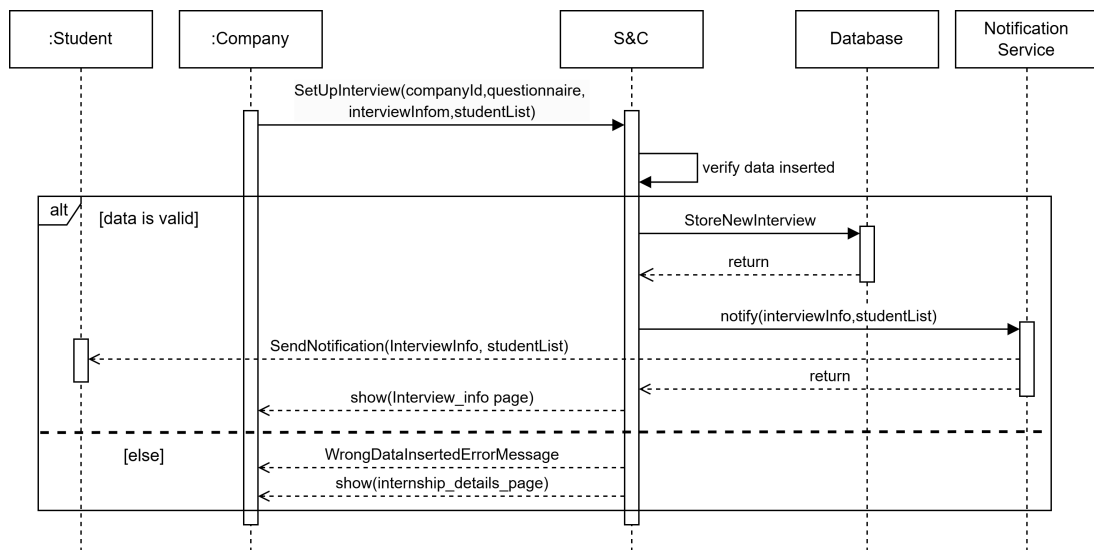 :Student
:Company
S&C
Database
Notification
Service
SetUpInterview(companyId,questionnaire,
interviewInfom,studentList)
verify data inserted
alt
[data is valid]
StoreNewInterview
return
notify(interviewInfo,studentList)
SendNotification(InterviewInfo, studentList)
return
show(Interview_info page)
[else]
WrongDataInsertedErrorMessage
show(internship_details_page)